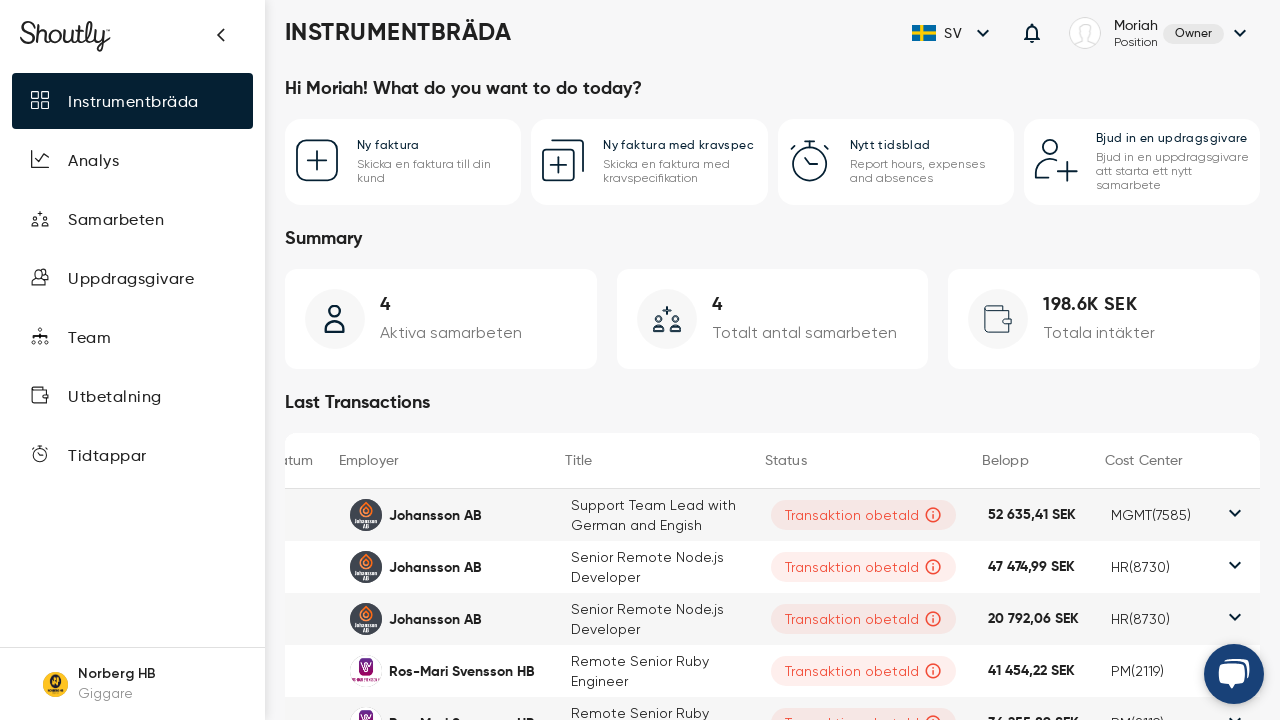 Shoutly
INSTRUMENTBRÄDA
SV
Moriah
Position
Owner
Instrumentbräda
Analys
Samarbeten
Uppdragsgivare
Team
Utbetalning
Tidtappar
Norberg HB
Giggare
Hi Moriah! What do you want to do today?
Ny faktura
Skicka en faktura till din
kund
Ny faktura med kravspec
Skicka en faktura med
kravspecifikation
Nytt tidsblad
Report hours, expenses
and absences
Bjud in en updragsgivare
Bjud in en uppdragsgivare
att starta ett nytt
samarbete
Summary
4
Aktiva samarbeten
4
Totalt antal samarbeten
198.6K SEK
Totala intäkter
Last Transactions
atum Employer Title Status Belopp Cost Center
Johansson AB
Support Team Lead with
German and Engish
Transaktion obetald
52 635,41 SEK
MGMT(7585)
Johansson AB
Senior Remote Node.js
Developer
Transaktion obetald
47 474,99 SEK
HR(8730)
Johansson AB
Senior Remote Node.js
Developer
Transaktion obetald
20 792,06 SEK
HR(8730)
Ros-Mari Svensson HB
Remote Senior Ruby
Engineer
Transaktion obetald
41 454,22 SEK
PM(2119)
Remote Senior Ruby